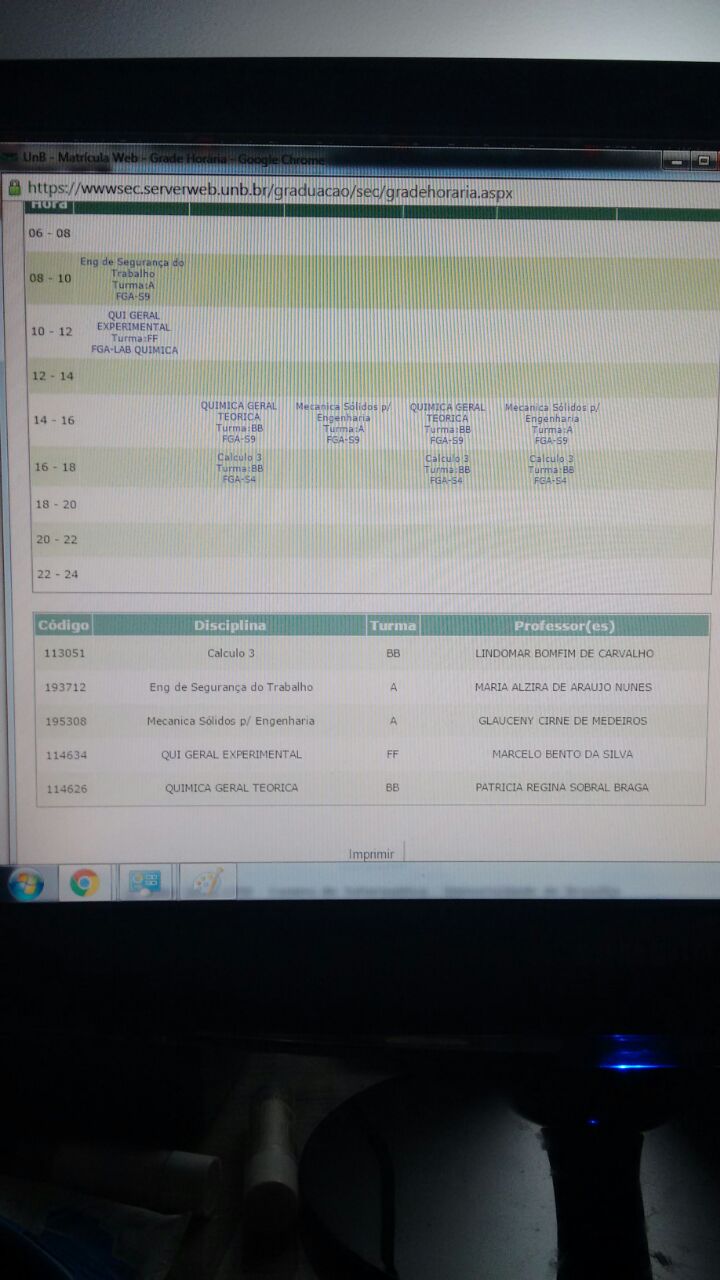 UnB - Matrícula Web - Grade Horária - Google Chrome
https://wwwsec.serverweb.unb.br/graduacao/sec/gradehoraria.aspx
Hora
06 - 08
08 - 10
Eng de Segurança do
Trabalho
Turma:A
FGA-S9
10 - 12
QUI GERAL
EXPERIMENTAL
Turma:FF
FGA-LAB QUIMICA
12 - 14
14 - 16
QUIMICA GERAL
TEORICA
Turma:BB
FGA-S9
Mecanica Sólidos p/
Engenharia
Turma:A
FGA-S9
QUIMICA GERAL
TEORICA
Turma:BB
FGA-S9
Mecanica Sólidos p/
Engenharia
Turma:A
FGA-S9
16 - 18
Calculo 3
Turma:BB
FGA-S4
Calculo 3
Turma:BB
FGA-S4
Calculo 3
Turma:BB
FGA-S4
18 - 20
20 - 22
22 - 24
Código Disciplina Turma Professor(es)
113051 Calculo 3 BB LINDOMAR BOMFIM DE CARVALHO
193712 Eng de Segurança do Trabalho A MARIA ALZIRA DE ARAUJO NUNES
195308 Mecanica Sólidos p/ Engenharia A GLAUCENY CIRNE DE MEDEIROS
114634 QUI GERAL EXPERIMENTAL FF MARCELO BENTO DA SILVA
114626 QUIMICA GERAL TEORICA BB PATRICIA REGINA SOBRAL BRAGA
Imprimir